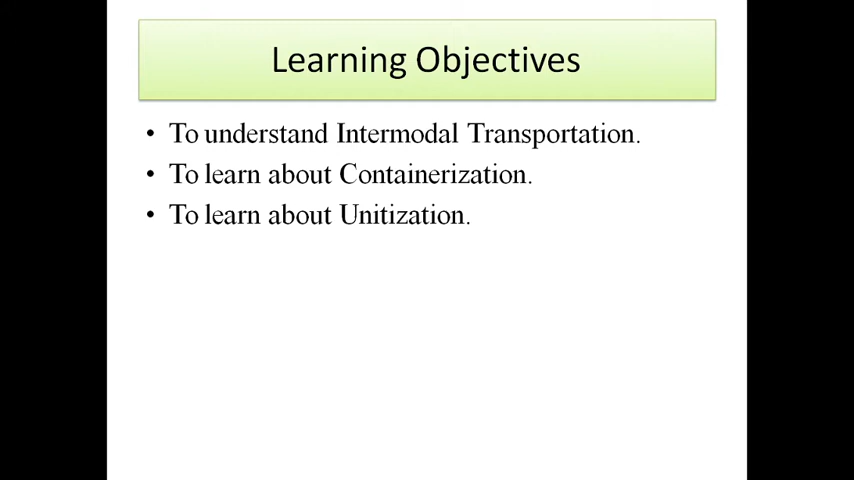 Learning Objectives
• To understand Intermodal Transportation.
• To learn about Containerization.
• To learn about Unitization.